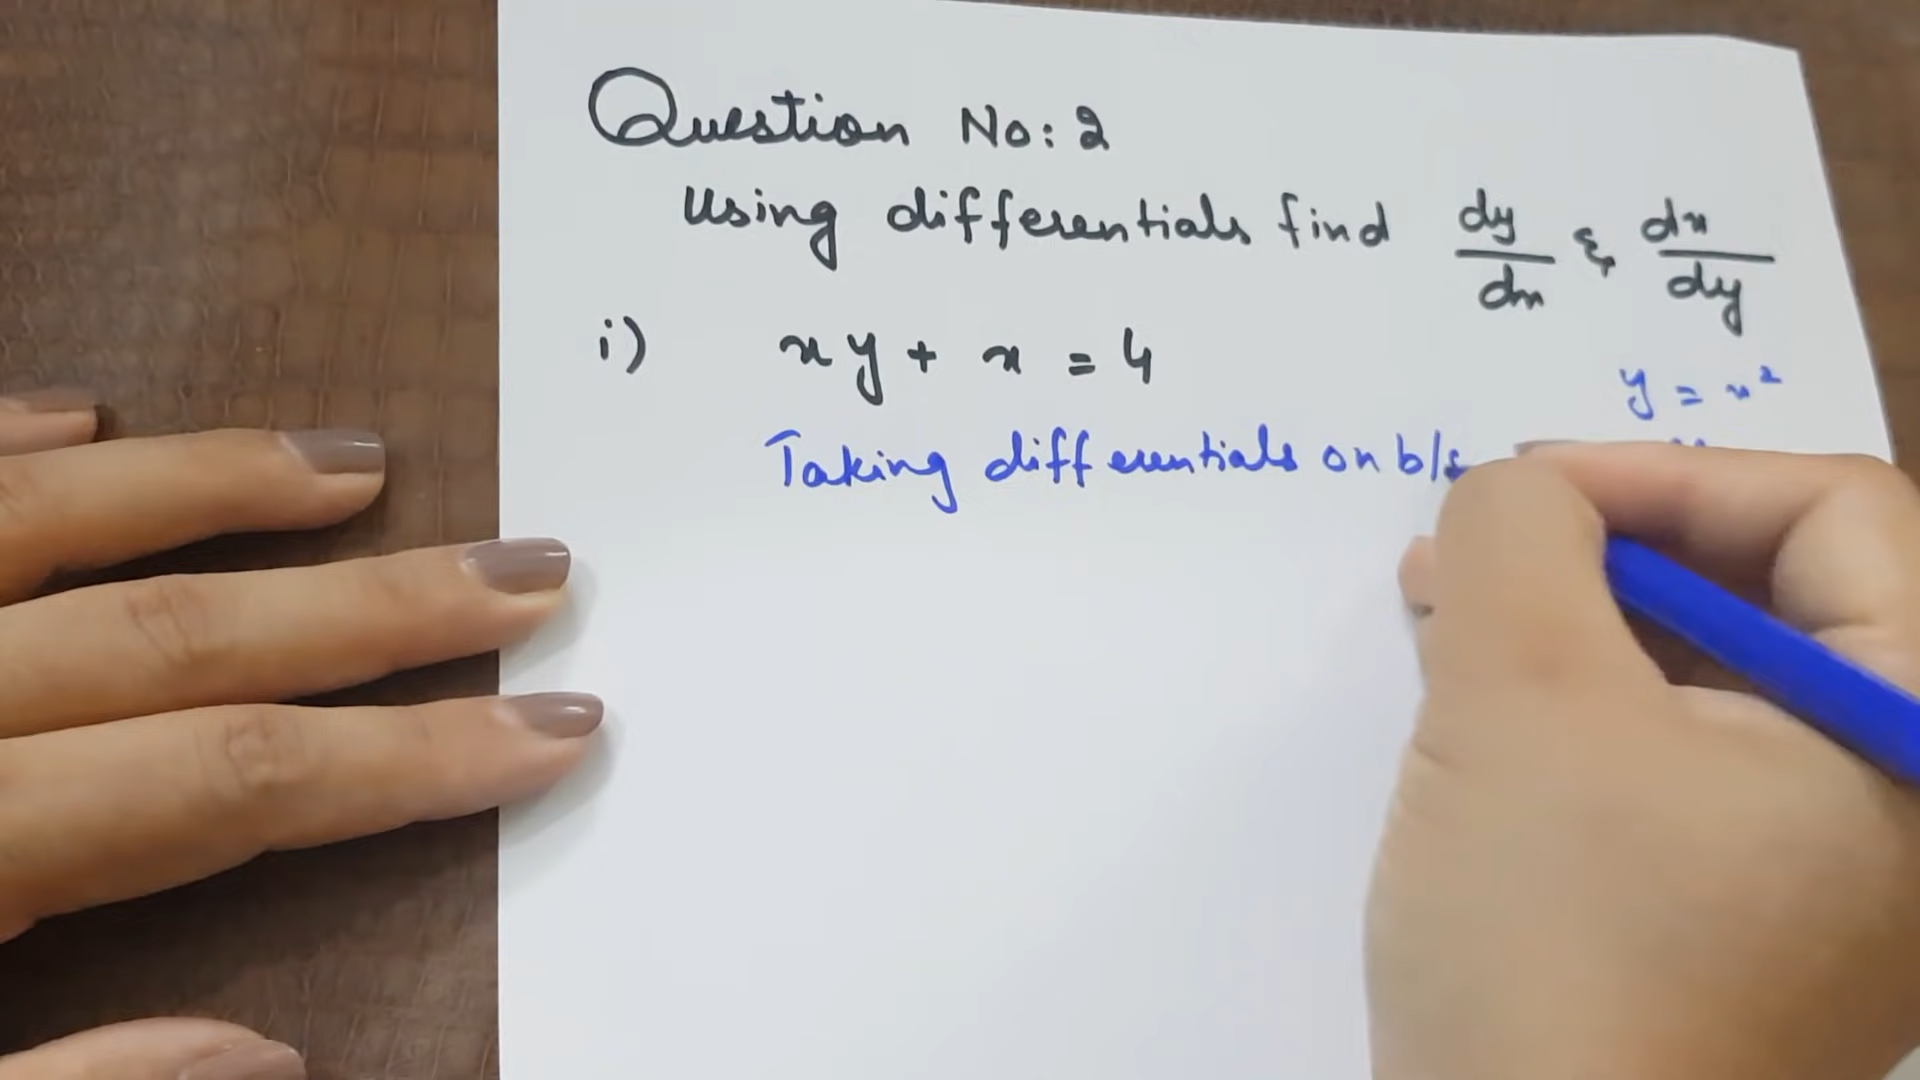 Question No: 2
Using differentials find dy/dx & dx/dy
i) xy + x = 4
y = x²
Taking differentials on b/s